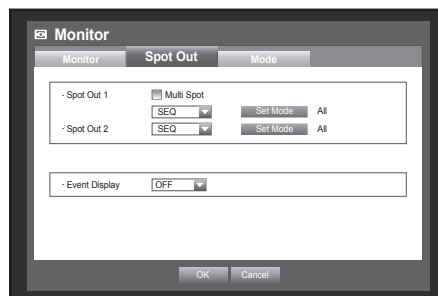 Monitor
Monitor Spot Out Mode
· Spot Out 1 Multi Spot
SEQ Set Mode All
· Spot Out 2 SEQ Set Mode All
· Event Display OFF
OK Cancel